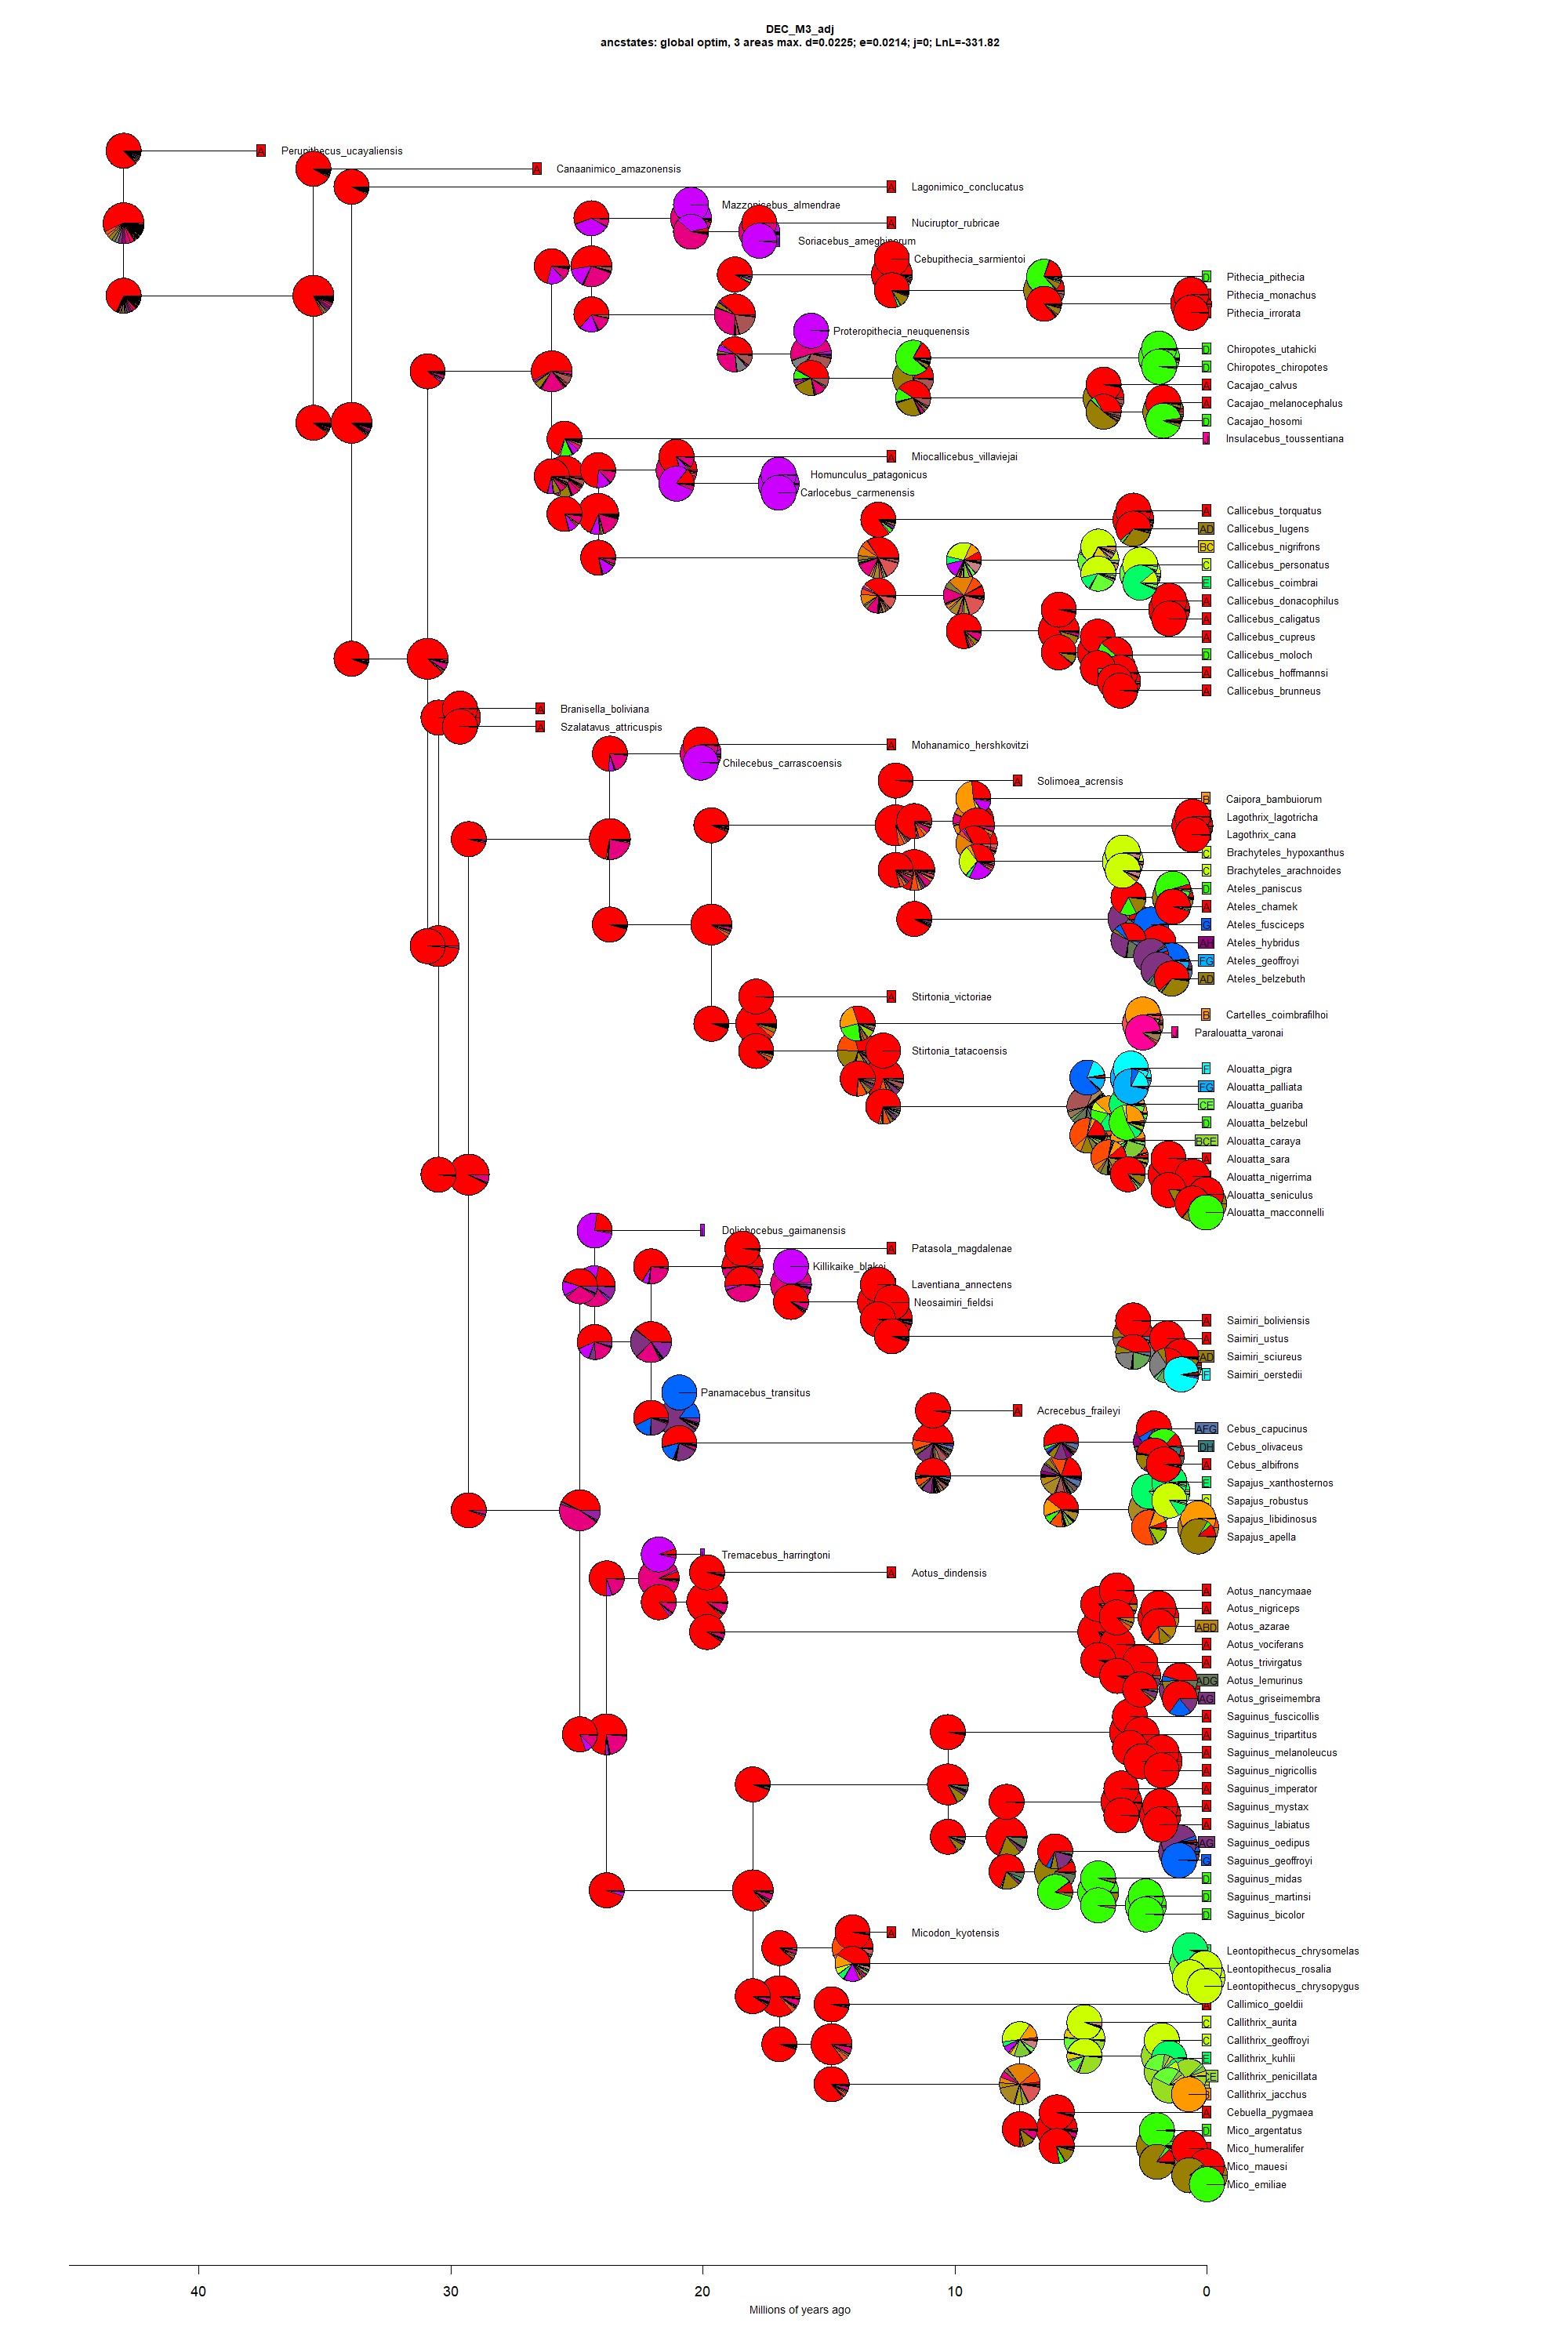 DEC_M3_adj
ancstates: global optim, 3 areas max. d=0.0225; e=0.0214; j=0; LnL=-331.82
A Perupithecus_ucayaliensis
A Canaanimico_amazonensis
A Lagonimico_conclucatus
Mazzonicebus_almendrae
A Nuciruptor_rubricae
Soriacebus_ameghinorum
Cebupithecia_sarmientoi
D Pithecia_pithecia
Pithecia_monachus
Pithecia_irrorata
Proteropithecia_neuquenensis
D Chiropotes_utahicki
D Chiropotes_chiropotes
A Cacajao_calvus
A Cacajao_melanocephalus
D Cacajao_hosomi
Insulacebus_toussentiana
A Miocallicebus_villaviejai
Homunculus_patagonicus
Carlocebus_carmenensis
A Callicebus_torquatus
AD Callicebus_lugens
BC Callicebus_nigrifrons
C Callicebus_personatus
E Callicebus_coimbrai
A Callicebus_donacophilus
A Callicebus_caligatus
A Callicebus_cupreus
D Callicebus_moloch
A Callicebus_hoffmannsi
A Callicebus_brunneus
A Branisella_boliviana
A Szalatavus_attricuspis
A Mohanamico_hershkovitzi
Chilecebus_carrascoensis
A Solimoea_acrensis
B Caipora_bambuiorum
Lagothrix_lagotricha
Lagothrix_cana
C Brachyteles_hypoxanthus
C Brachyteles_arachnoides
D Ateles_paniscus
A Ateles_chamek
G Ateles_fusciceps
AH Ateles_hybridus
FG Ateles_geoffroyi
AD Ateles_belzebuth
A Stirtonia_victoriae
B Cartelles_coimbrafilhoi
Paralouatta_varonai
Stirtonia_tatacoensis
F Alouatta_pigra
FG Alouatta_palliata
CE Alouatta_guariba
D Alouatta_belzebul
BCE Alouatta_caraya
A Alouatta_sara
Alouatta_nigerrima
Alouatta_seniculus
Alouatta_macconnelli
Dolichocebus_gaimanensis
A Patasola_magdalenae
Killikaike_blakei
Laventiana_annectens
Neosaimiri_fieldsi
A Saimiri_boliviensis
A Saimiri_ustus
AD Saimiri_sciureus
F Saimiri_oerstedii
Panamacebus_transitus
A Acrecebus_fraileyi
AFG Cebus_capucinus
DH Cebus_olivaceus
A Cebus_albifrons
E Sapajus_xanthosternos
C Sapajus_robustus
Sapajus_libidinosus
Sapajus_apella
Tremacebus_harringtoni
A Aotus_dindensis
A Aotus_nancymaae
A Aotus_nigriceps
ABD Aotus_azarae
A Aotus_vociferans
A Aotus_trivirgatus
ADG Aotus_lemurinus
AG Aotus_griseimembra
A Saguinus_fuscicollis
A Saguinus_tripartitus
A Saguinus_melanoleucus
A Saguinus_nigricollis
A Saguinus_imperator
A Saguinus_mystax
A Saguinus_labiatus
AG Saguinus_oedipus
G Saguinus_geoffroyi
D Saguinus_midas
D Saguinus_martinsi
D Saguinus_bicolor
A Micodon_kyotensis
Leontopithecus_chrysomelas
Leontopithecus_rosalia
Leontopithecus_chrysopygus
A Callimico_goeldii
C Callithrix_aurita
C Callithrix_geoffroyi
E Callithrix_kuhlii
CE Callithrix_penicillata
Callithrix_jacchus
A Cebuella_pygmaea
D Mico_argentatus
Mico_humeralifer
Mico_mauesi
Mico_emiliae
40 30 20 10 0
Millions of years ago